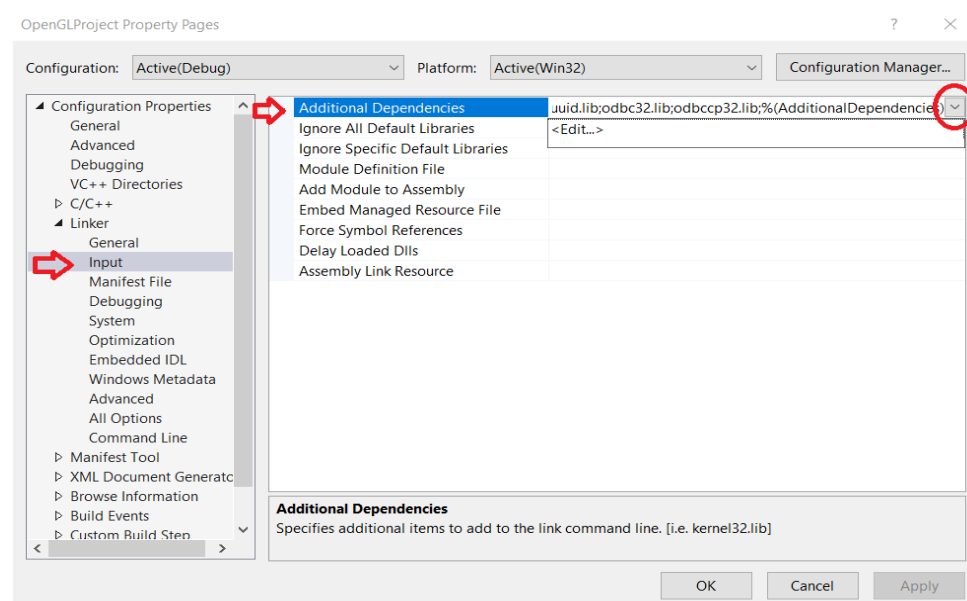 OpenGLProject Property Pages ?
Configuration: Active(Debug) Platform: Active(Win32) Configuration Manager...
Configuration Properties
General
Advanced
Debugging
VC++ Directories
C/C++
Linker
General
Input
Manifest File
Debugging
System
Optimization
Embedded IDL
Windows Metadata
Advanced
All Options
Command Line
Manifest Tool
XML Document Generatc
Browse Information
Build Events
Custom Build Step
Additional Dependencies uuid.lib;odbc32.lib;odbccp32.lib;%(AdditionalDependencies)
Ignore All Default Libraries <Edit...>
Ignore Specific Default Libraries
Module Definition File
Add Module to Assembly
Embed Managed Resource File
Force Symbol References
Delay Loaded Dlls
Assembly Link Resource
Additional Dependencies
Specifies additional items to add to the link command line. [i.e. kernel32.lib]
OK Cancel Apply